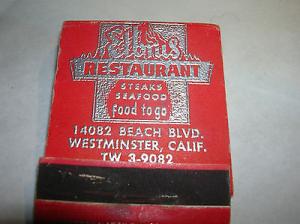 RESTAURANT
STEAKS
SEAFOOD
food to go
14082 BEACH BLVD.
WESTMINSTER, CALIF.
TW 3-9082